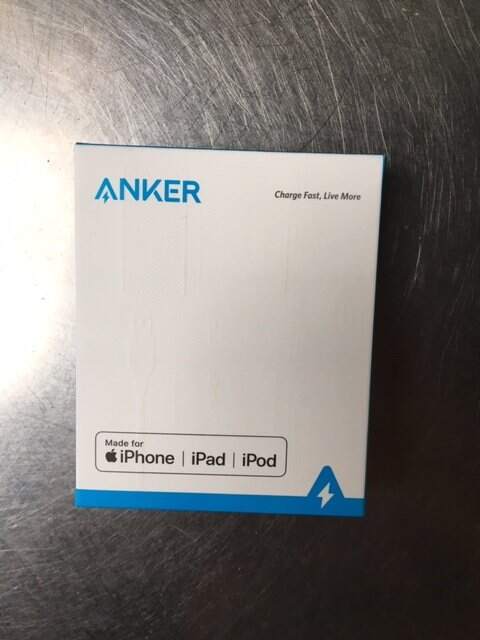 ANKER
Charge Fast, Live More
Made for
iPhone | iPad | iPod